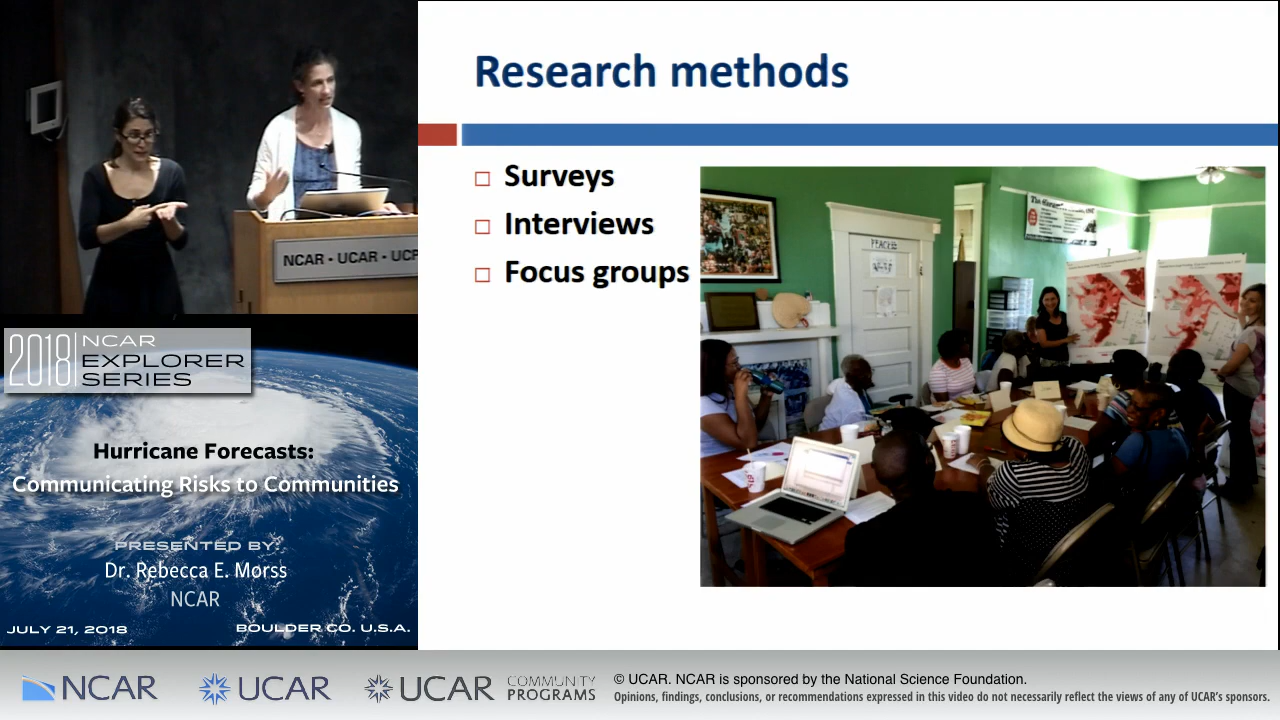 Research methods
Surveys
Interviews
Focus groups
PEACE
NCAR • UCAR • UCP
2018 NCAR
EXPLORER
SERIES
Hurricane Forecasts:
Communicating Risks to Communities
PRESENTED BY:
Dr. Rebecca E. Morss
NCAR
JULY 21, 2018
BOULDER CO. U.S.A.
NCAR
UCAR
UCAR
COMMUNITY
PROGRAMS
© UCAR. NCAR is sponsored by the National Science Foundation.
Opinions, findings, conclusions, or recommendations expressed in this video do not necessarily reflect the views of any of UCAR's sponsors.